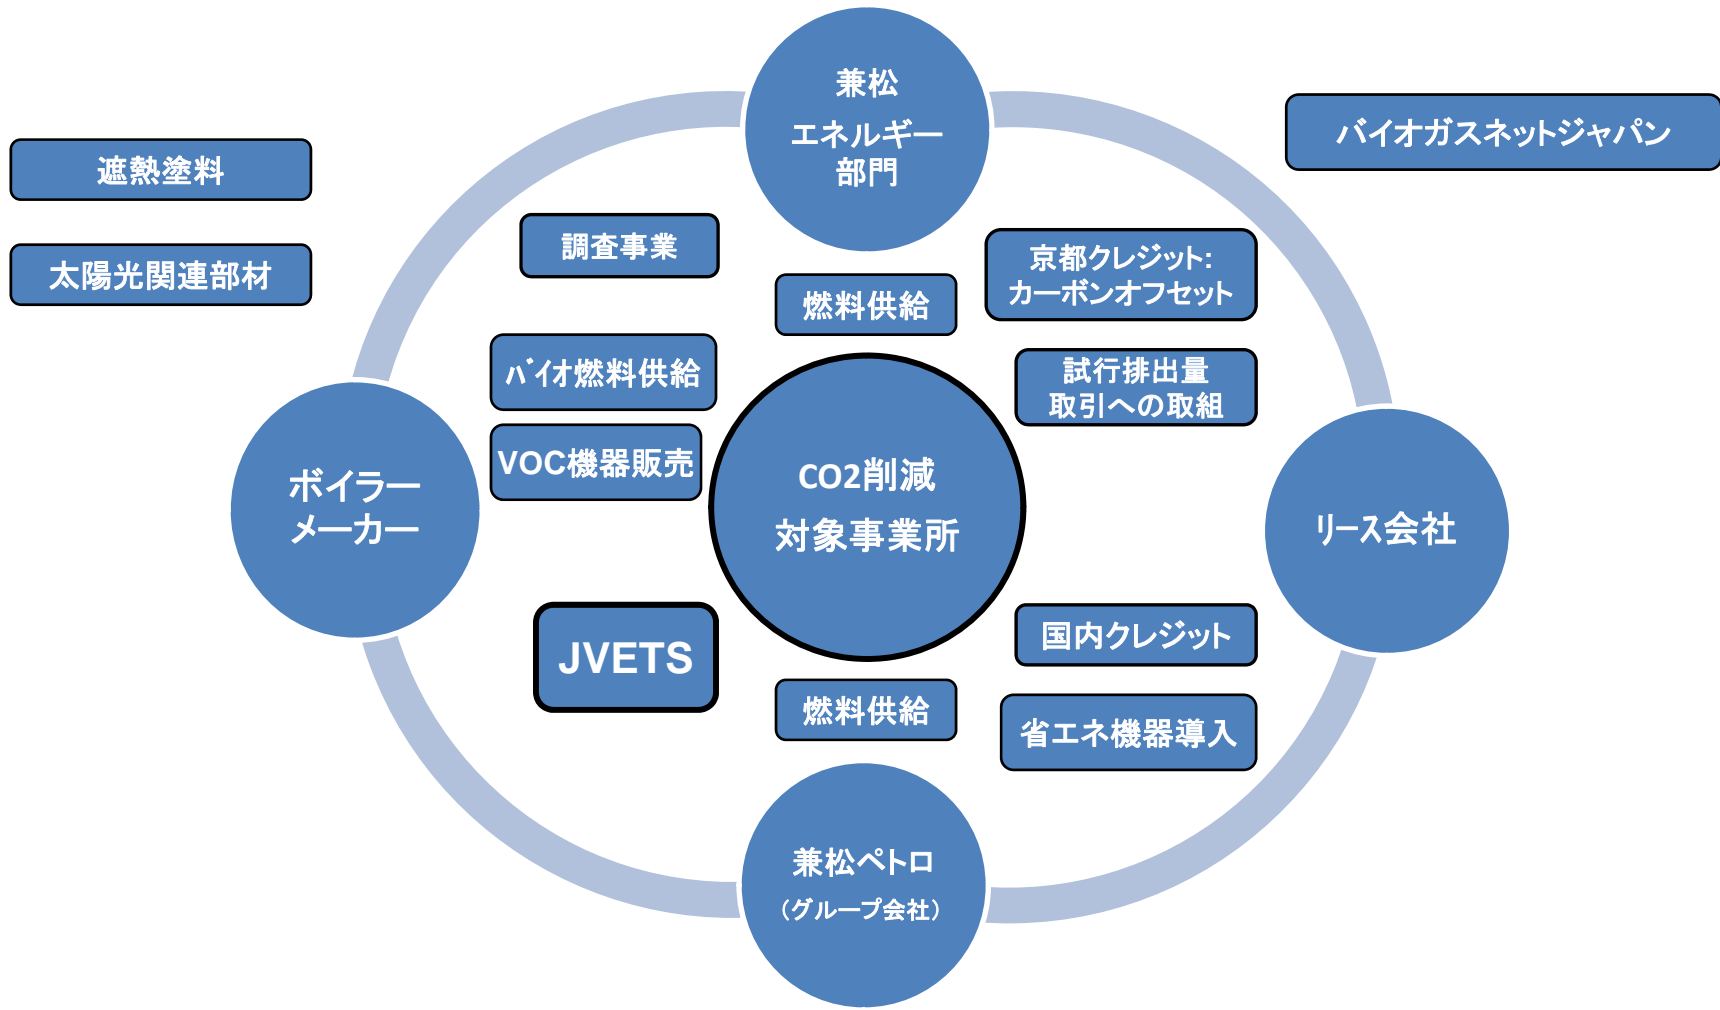 兼松
エネルギー
部門
バイオガスネットジャパン
遮熱塗料
太陽光関連部材
調査事業
燃料供給
京都クレジット:
カーボンオフセット
バイオ燃料供給
試行排出量
取引への取組
VOC機器販売
CO2削減
対象事業所
ボイラー
メーカー
リース会社
JVETS
国内クレジット
燃料供給
省エネ機器導入
兼松ペトロ
（グループ会社）